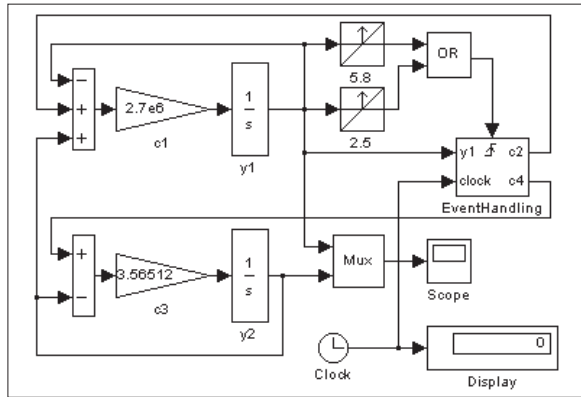 −
+
+
2.7e6
c1
1
s
y1
5.8
2.5
OR
y1
clock
c2
c4
EventHandling
+
−
3.56512
c3
1
s
y2
Mux
Scope
Clock
0
Display